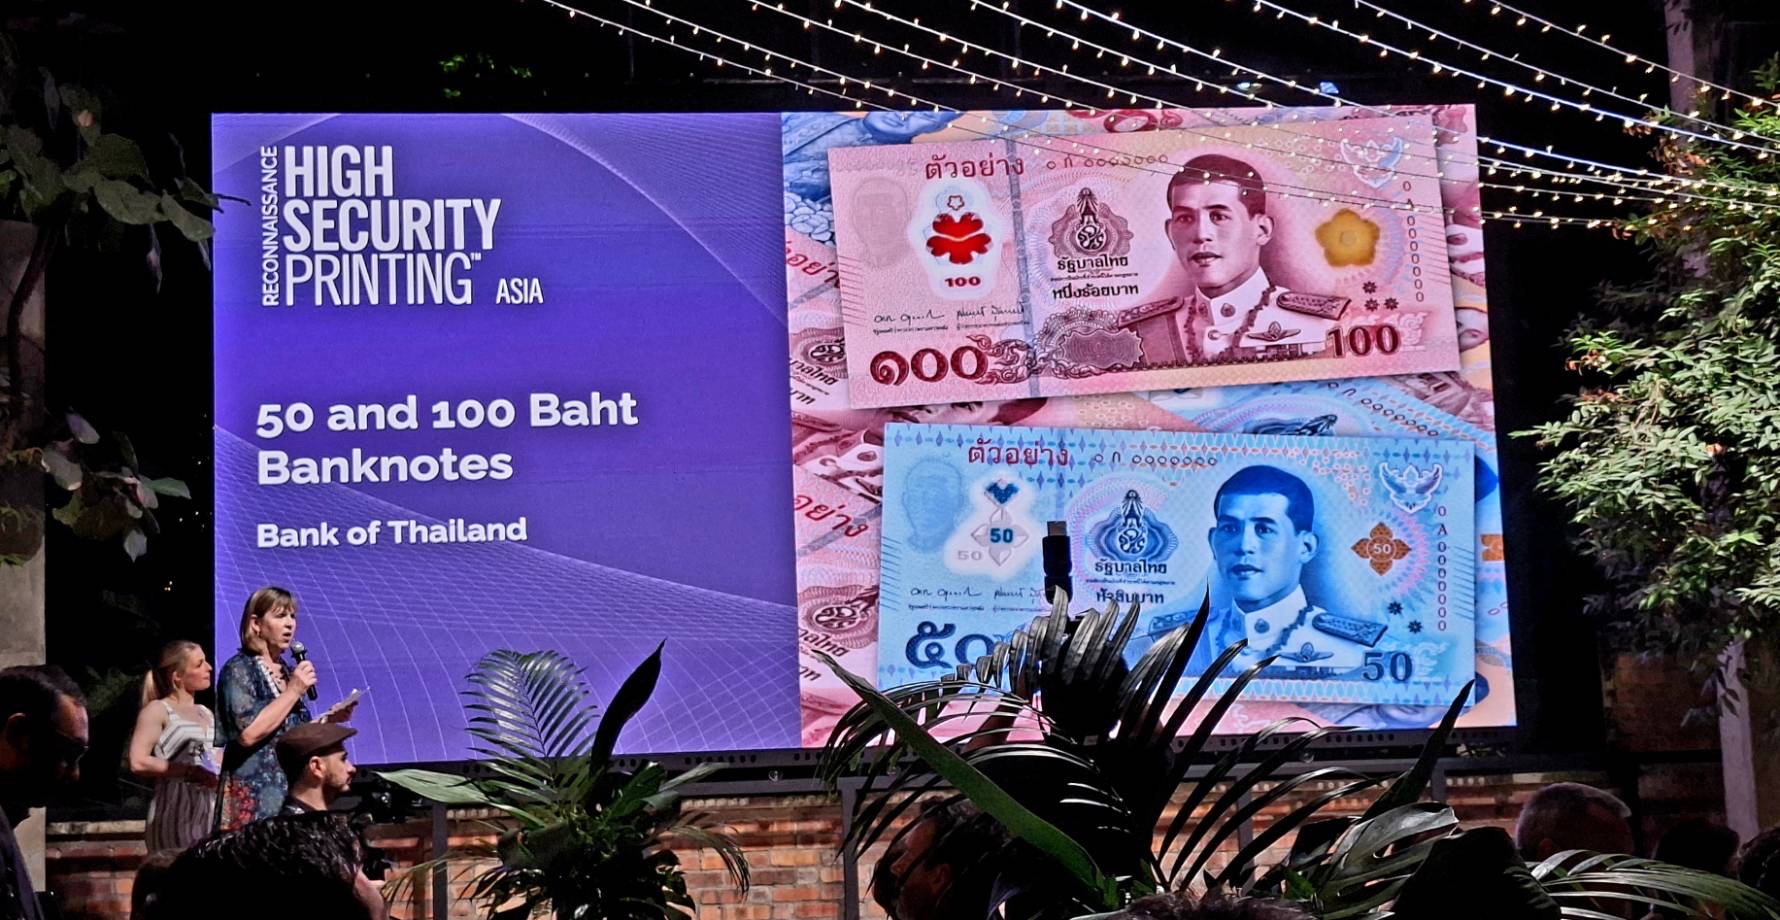 RECONNAISSANCE
HIGH
SECURITY
PRINTING™ ASIA
50 and 100 Baht
Banknotes
Bank of Thailand
ตัวอย่าง
100
รัฐบาลไทย
หนึ่งร้อยบาท
๑๐๐
100
ตัวอย่าง
50
50
50
รัฐบาลไทย
ห้าสิบบาท
๕๐
50